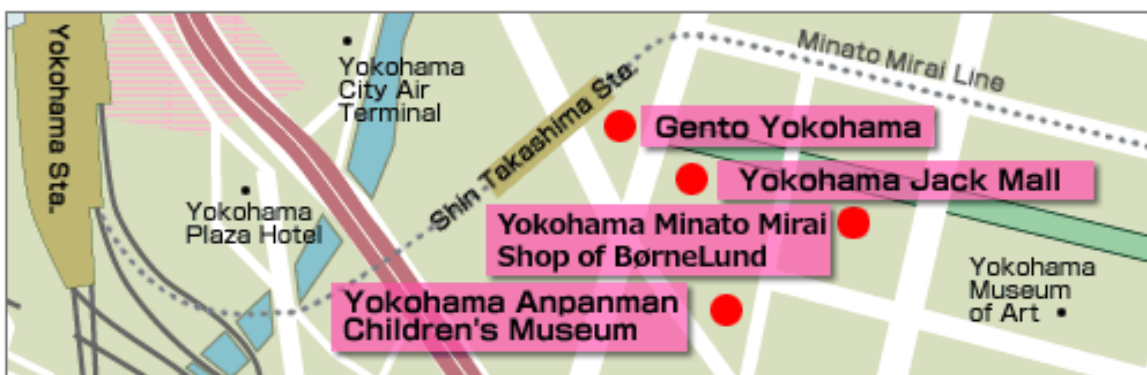 Yokohama Sta.
Yokohama
City Air
Terminal
Yokohama
Plaza Hotel
Shin Takashima Sta.
Minato Mirai Line
Gento Yokohama
Yokohama Jack Mall
Yokohama Minato Mirai
Shop of BørneLund
Yokohama Anpanman
Children's Museum
Yokohama
Museum
of Art